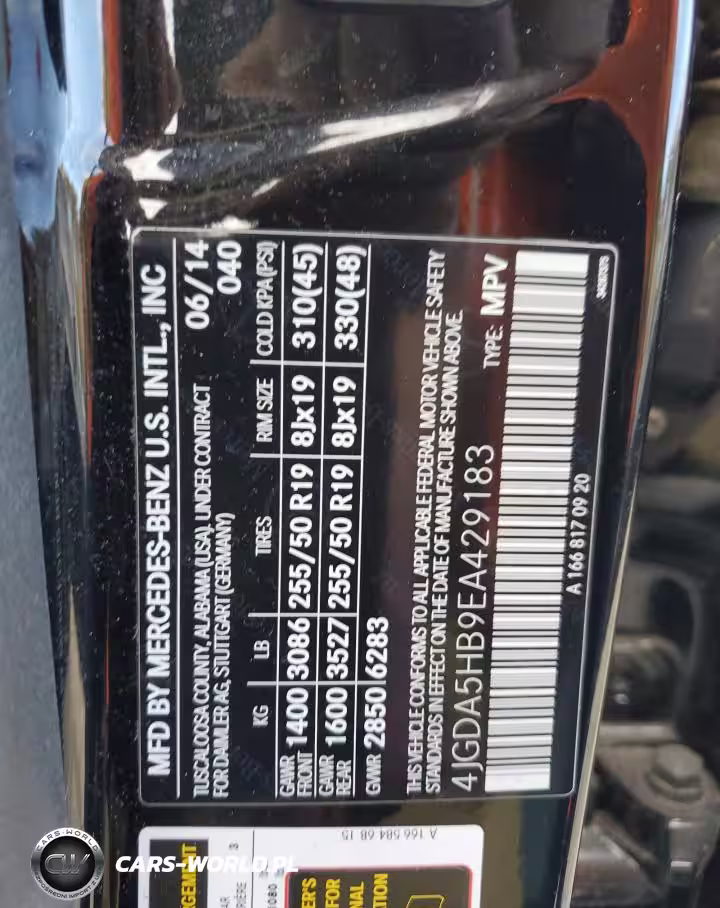 MFD BY MERCEDES-BENZ U.S. INTL., INC
TUSCALOOSA COUNTY, ALABAMA (USA), UNDER CONTRACT 06/14
FOR DAIMLER AG, STUTTGART (GERMANY) 040
KG LB TIRES RIM SIZE COLD KPA(PSI)
GAWR FRONT 1400 3086 255/50 R19 8Jx19 310(45)
GAWR REAR 1600 3527 255/50 R19 8Jx19 330(48)
GVWR 2850 6283
THIS VEHICLE CONFORMS TO ALL APPLICABLE FEDERAL MOTOR VEHICLE SAFETY
STANDARDS IN EFFECT ON THE DATE OF MANUFACTURE SHOWN ABOVE.
4JGDA5HB9EA429183 TYPE: MPV
A 166 817 09 20
A 166 584 68 15
CARS-WORLD
CW
CARS-WORLD.PL